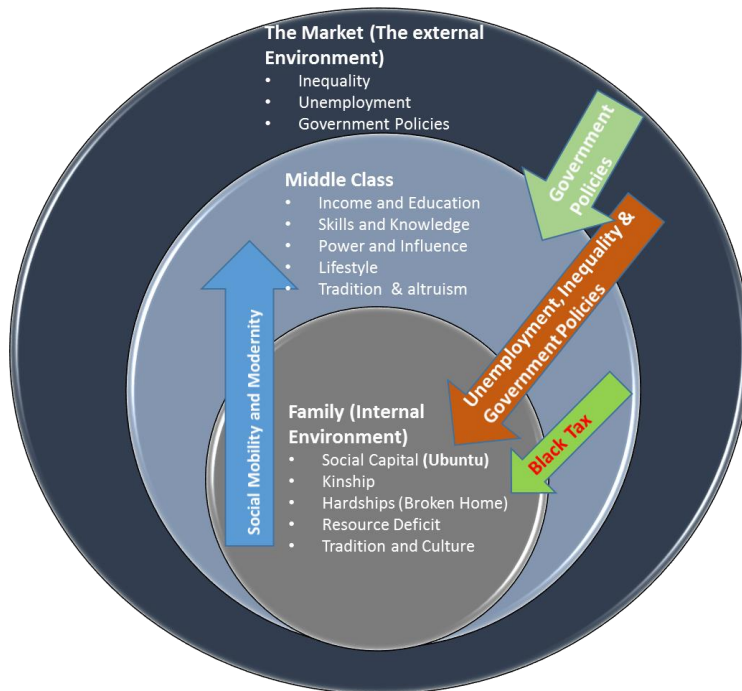 The Market (The external
Environment)
• Inequality
• Unemployment
• Government Policies
Government
Policies
Middle Class
• Income and Education
• Skills and Knowledge
• Power and Influence
• Lifestyle
• Tradition & altruism
Unemployment, Inequality &
Government Policies
Social Mobility and Modernity
Family (Internal
Environment)
• Social Capital (Ubuntu)
• Kinship
• Hardships (Broken Home)
• Resource Deficit
• Tradition and Culture
Black Tax